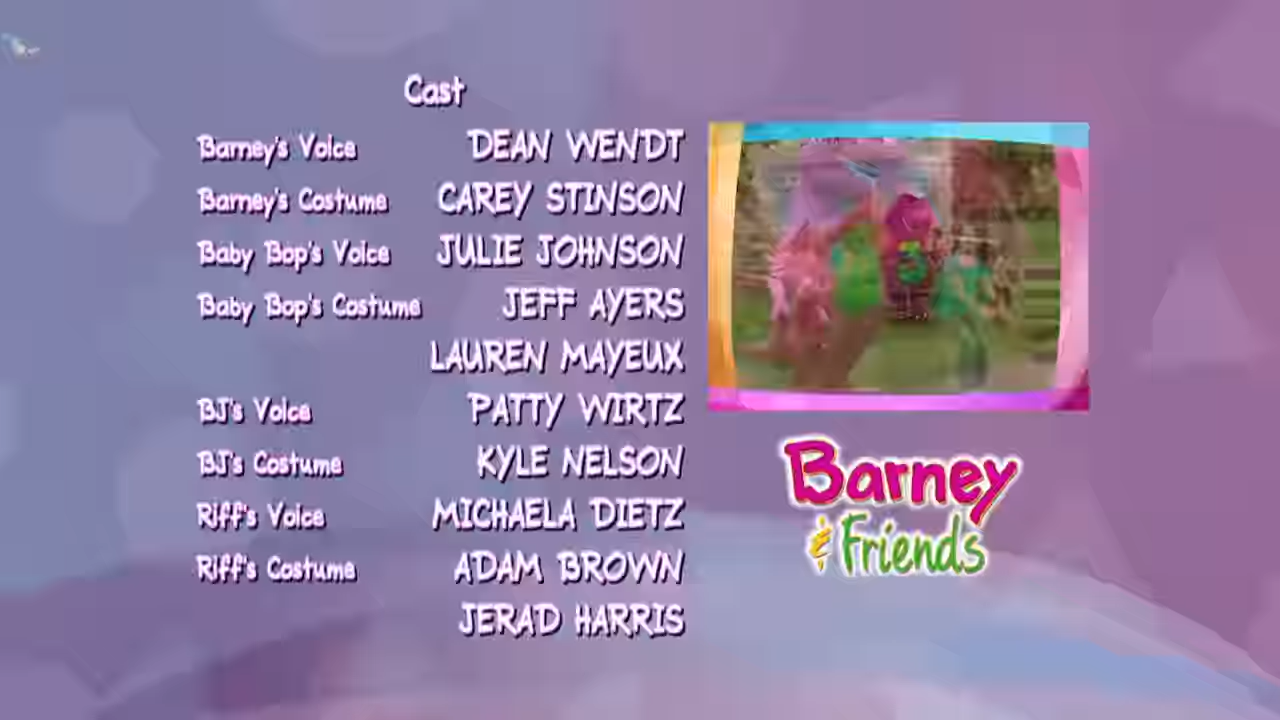 Cast
Barney's Voice DEAN WENDT
Barney's Costume CAREY STINSON
Baby Bop's Voice JULIE JOHNSON
Baby Bop's Costume JEFF AYERS
LAUREN MAYEUX
BJ's Voice PATTY WIRTZ
BJ's Costume KYLE NELSON
Riff's Voice MICHAELA DIETZ
Riff's Costume ADAM BROWN
JERAD HARRIS
Barney
& Friends